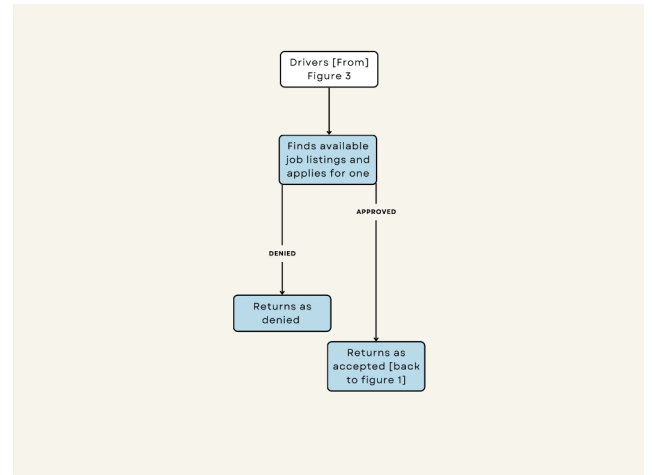 Drivers [From]
Figure 3
Finds available
job listings and
applies for one
APPROVED
DENIED
Returns as
denied
Returns as
accepted [back
to figure 1]